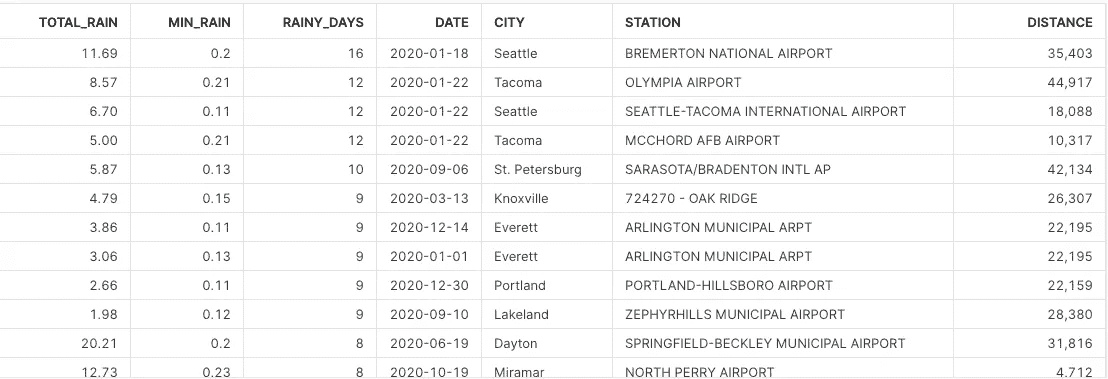 TOTAL_RAIN MIN_RAIN RAINY_DAYS DATE CITY STATION DISTANCE
11.69 0.2 16 2020-01-18 Seattle BREMERTON NATIONAL AIRPORT 35,403
8.57 0.21 12 2020-01-22 Tacoma OLYMPIA AIRPORT 44,917
6.70 0.11 12 2020-01-22 Seattle SEATTLE-TACOMA INTERNATIONAL AIRPORT 18,088
5.00 0.21 12 2020-01-22 Tacoma MCCHORD AFB AIRPORT 10,317
5.87 0.13 10 2020-09-06 St. Petersburg SARASOTA/BRADENTON INTL AP 42,134
4.79 0.15 9 2020-03-13 Knoxville 724270 - OAK RIDGE 26,307
3.86 0.11 9 2020-12-14 Everett ARLINGTON MUNICIPAL ARPT 22,195
3.06 0.13 9 2020-01-01 Everett ARLINGTON MUNICIPAL ARPT 22,195
2.66 0.11 9 2020-12-30 Portland PORTLAND-HILLSBORO AIRPORT 22,159
1.98 0.12 9 2020-09-10 Lakeland ZEPHYRHILLS MUNICIPAL AIRPORT 28,380
20.21 0.2 8 2020-06-19 Dayton SPRINGFIELD-BECKLEY MUNICIPAL AIRPORT 31,816
12.73 0.23 8 2020-10-19 Miramar NORTH PERRY AIRPORT 4,712